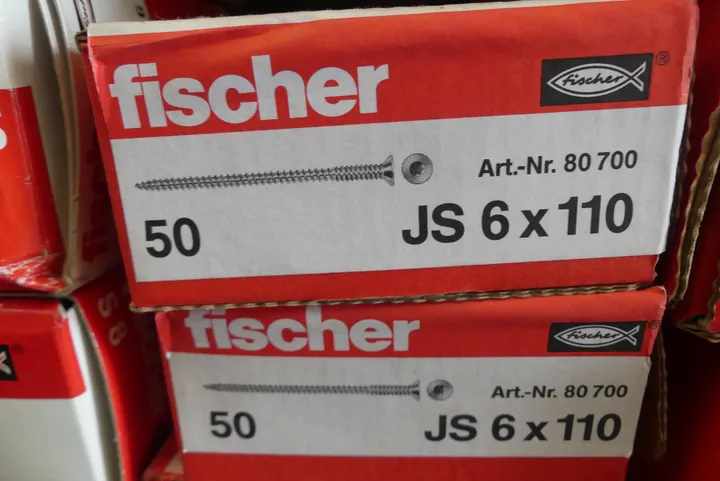 fischer
fischer
®
Art.-Nr. 80 700
50
JS 6 x 110
fischer
fischer
Art.-Nr. 80 700
50
JS 6 x 110
S 8